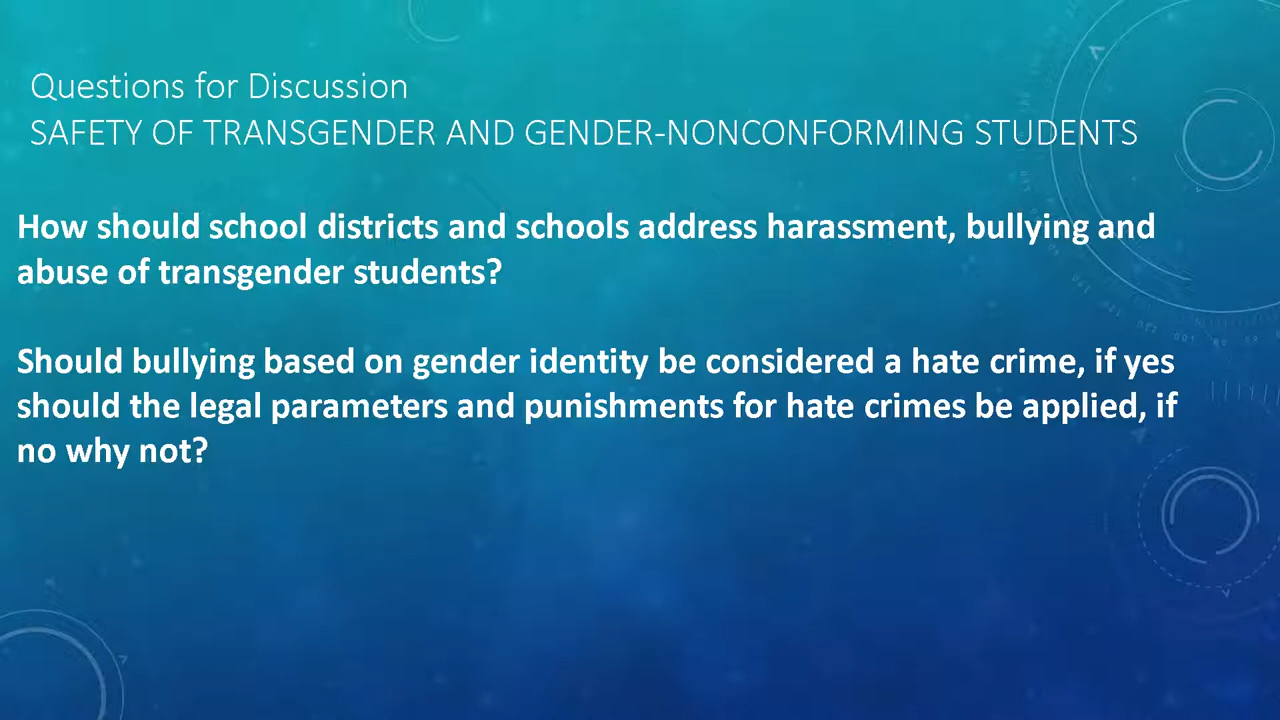 Questions for Discussion
SAFETY OF TRANSGENDER AND GENDER-NONCONFORMING STUDENTS
How should school districts and schools address harassment, bullying and
abuse of transgender students?
Should bullying based on gender identity be considered a hate crime, if yes
should the legal parameters and punishments for hate crimes be applied, if
no why not?